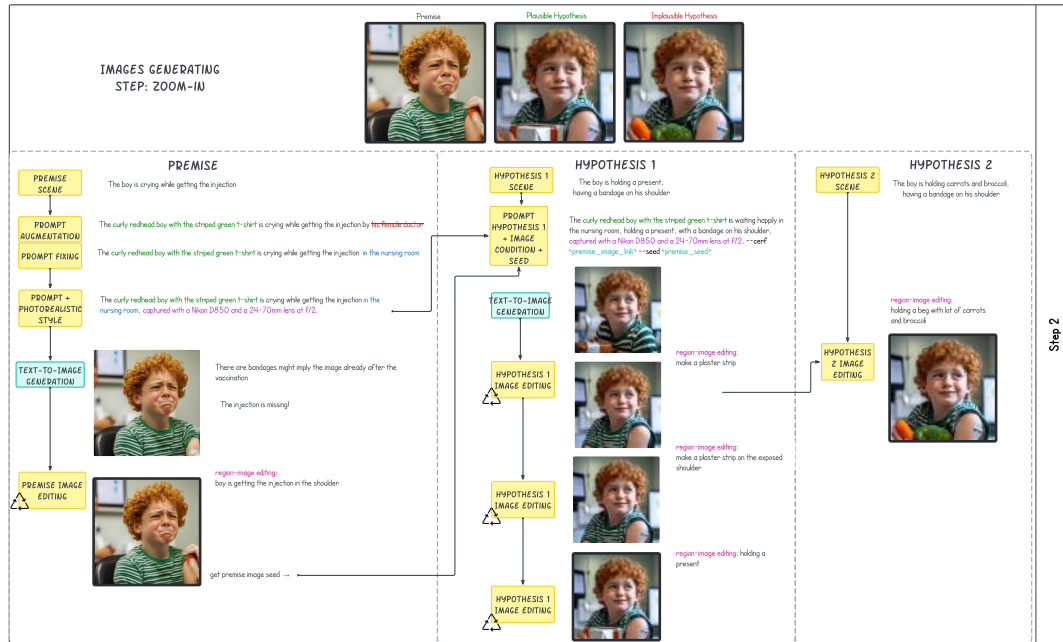 Premise
Plausible Hypothesis
Implausible Hypothesis
IMAGES GENERATING
STEP: ZOOM-IN
PREMISE
PREMISE
SCENE
The boy is crying while getting the injection
PROMPT
AUGMENTATION
The curly redhead boy with the striped green t-shirt is crying while getting the injection by his female doctor
PROMPT FIXING
The curly redhead boy with the striped green t-shirt is crying while getting the injection in the nursing room
PROMPT +
PHOTOREALISTIC
STYLE
The curly redhead boy with the striped green t-shirt is crying while getting the injection in the
nursing room, captured with a Nikon D850 and a 24-70mm lens at f/2.
TEXT-TO-IMAGE
GENERATION
There are bandages might imply the image already after the
vaccination
The injection is missing!
PREMISE IMAGE
EDITING
region-image editing:
boy is getting the injection in the shoulder
get premise image seed →
HYPOTHESIS 1
HYPOTHESIS 1
SCENE
The boy is holding a present,
having a bandage on his shoulder
PROMPT
HYPOTHESIS 1
+ IMAGE
CONDITION +
SEED
The curly redhead boy with the striped green t-shirt is waiting happily in
the nursing room, holding a present, with a bandage on his shoulder,
captured with a Nikon D850 and a 24-70mm lens at f/2. --cerf
<premise_image_link> --seed <premise_seed>
TEXT-TO-IMAGE
GENERATION
HYPOTHESIS 1
IMAGE EDITING
region-image editing:
make a plaster strip
HYPOTHESIS 1
IMAGE EDITING
region-image editing:
make a plaster strip on the exposed
shoulder
HYPOTHESIS 1
IMAGE EDITING
region-image editing: holding a
present
HYPOTHESIS 2
HYPOTHESIS 2
SCENE
The boy is holding carrots and broccoli,
having a bandage on his shoulder
HYPOTHESIS
2 IMAGE
EDITING
region-image editing:
holding a beg with lot of carrots
and broccoli
Step 2